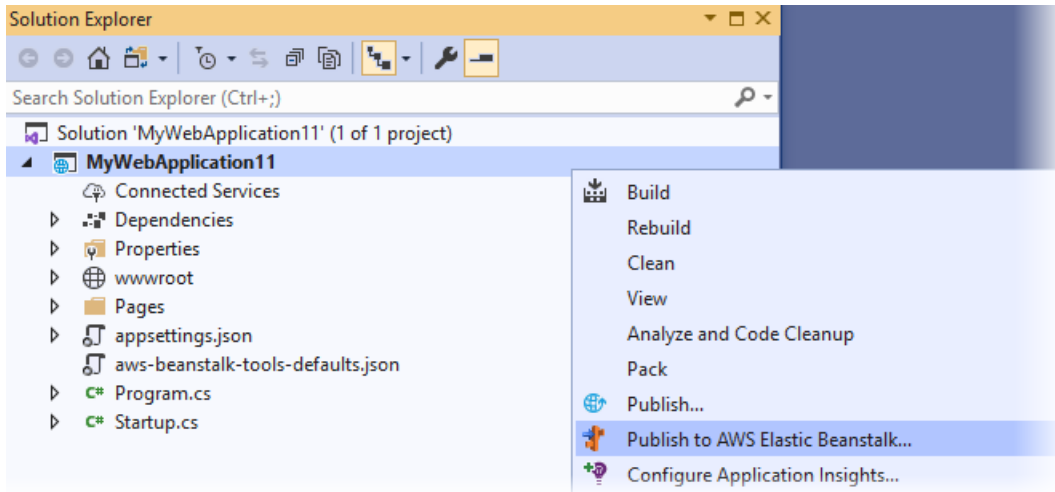 Solution Explorer
Search Solution Explorer (Ctrl+;)
Solution 'MyWebApplication11' (1 of 1 project)
MyWebApplication11
Connected Services
Dependencies
Properties
wwwroot
Pages
appsettings.json
aws-beanstalk-tools-defaults.json
C# Program.cs
C# Startup.cs
Build
Rebuild
Clean
View
Analyze and Code Cleanup
Pack
Publish...
Publish to AWS Elastic Beanstalk...
Configure Application Insights...